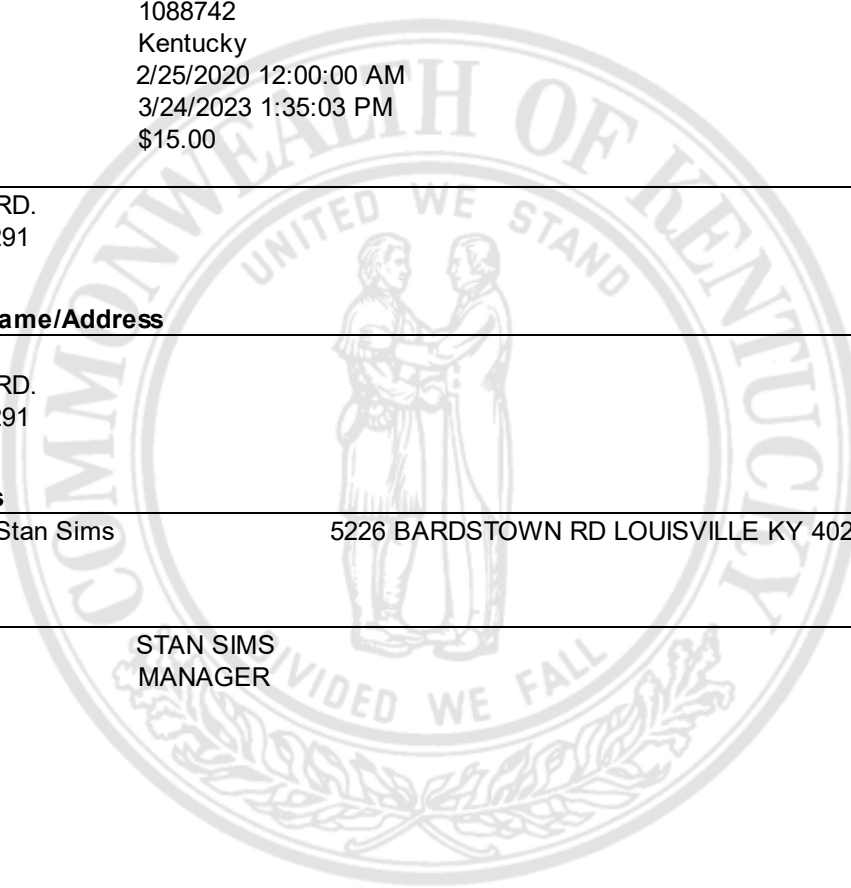 1088742
Kentucky
2/25/2020 12:00:00 AM
3/24/2023 1:35:03 PM
$15.00
RD.
291
ame/Address
RD.
291
s
Stan Sims 5226 BARDSTOWN RD LOUISVILLE KY 402
STAN SIMS
MANAGER
COMMONWEALTH OF KENTUCKY
UNITED WE STAND
DIVIDED WE FALL